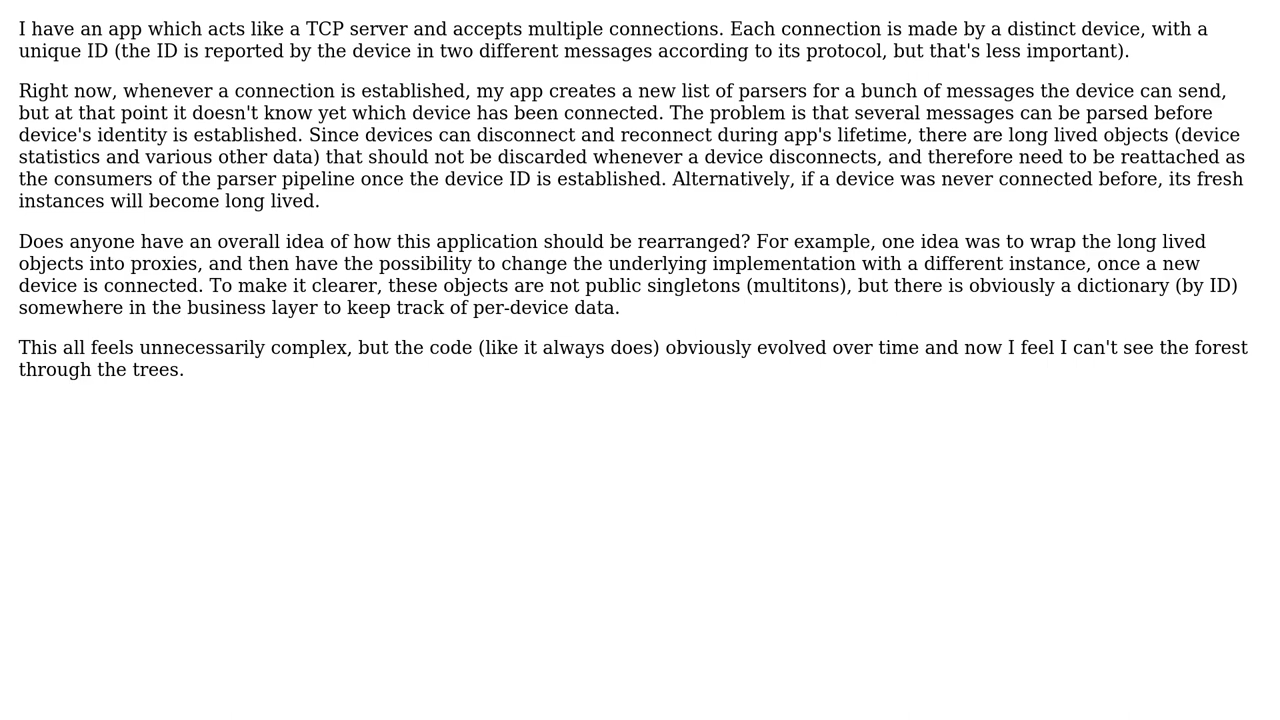 I have an app which acts like a TCP server and accepts multiple connections. Each connection is made by a distinct device, with a
unique ID (the ID is reported by the device in two different messages according to its protocol, but that's less important).
Right now, whenever a connection is established, my app creates a new list of parsers for a bunch of messages the device can send,
but at that point it doesn't know yet which device has been connected. The problem is that several messages can be parsed before
device's identity is established. Since devices can disconnect and reconnect during app's lifetime, there are long lived objects (device
statistics and various other data) that should not be discarded whenever a device disconnects, and therefore need to be reattached as
the consumers of the parser pipeline once the device ID is established. Alternatively, if a device was never connected before, its fresh
instances will become long lived.
Does anyone have an overall idea of how this application should be rearranged? For example, one idea was to wrap the long lived
objects into proxies, and then have the possibility to change the underlying implementation with a different instance, once a new
device is connected. To make it clearer, these objects are not public singletons (multitons), but there is obviously a dictionary (by ID)
somewhere in the business layer to keep track of per-device data.
This all feels unnecessarily complex, but the code (like it always does) obviously evolved over time and now I feel I can't see the forest
through the trees.